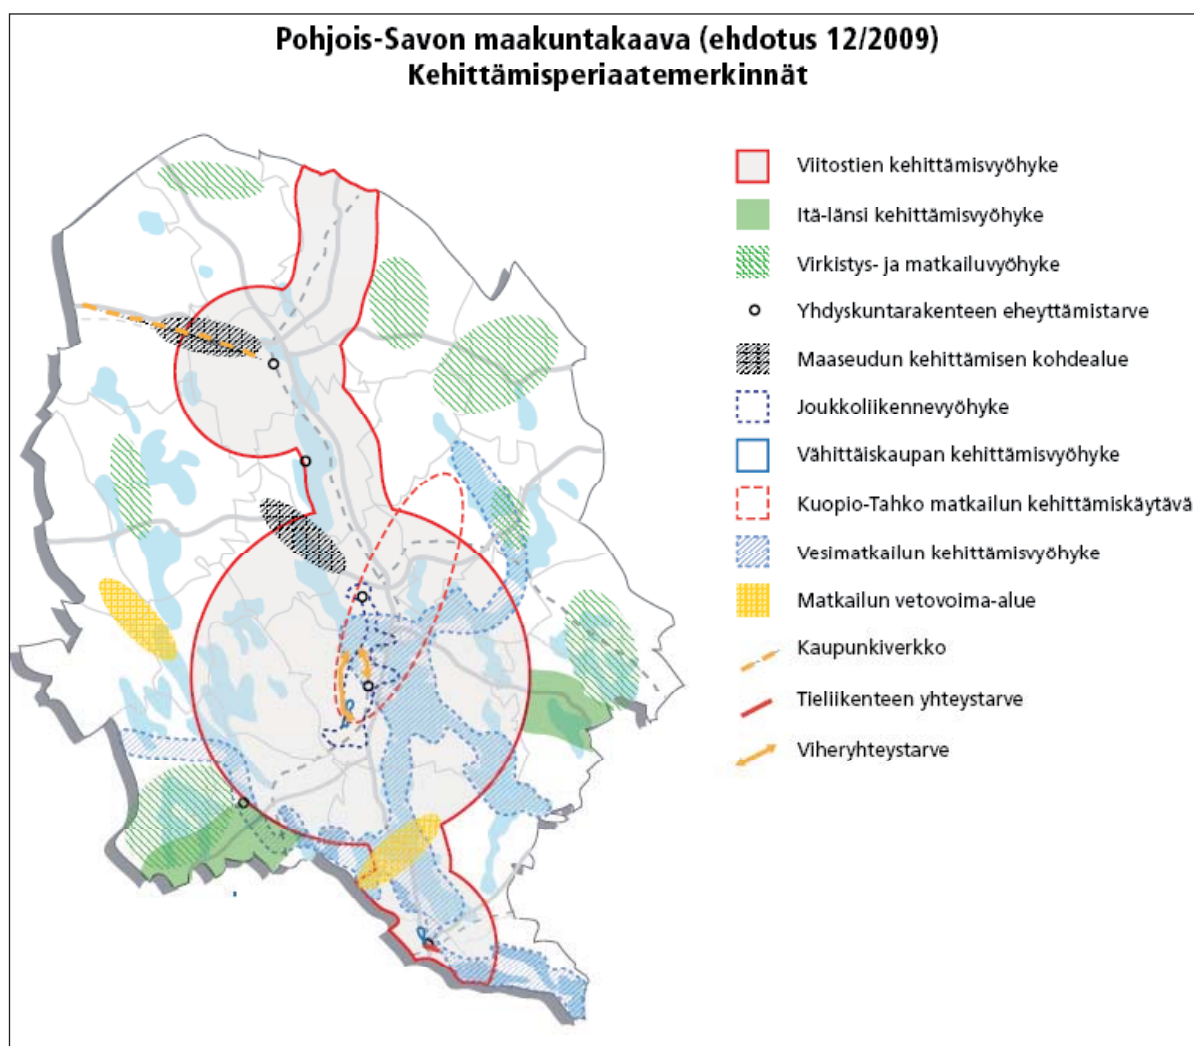 Pohjois-Savon maakuntakaava (ehdotus 12/2009)
Kehittämisperiaatemerkinnät
Viitostien kehittämisvyöhyke
Itä-länsi kehittämisvyöhyke
Virkistys- ja matkailuvyöhyke
Yhdyskuntarakenteen eheyttämistarve
Maaseudun kehittämisen kohdealue
Joukkoliikennevyöhyke
Vähittäiskaupan kehittämisvyöhyke
Kuopio-Tahko matkailun kehittämiskäytävä
Vesimatkailun kehittämisvyöhyke
Matkailun vetovoima-alue
Kaupunkiverkko
Tieliikenteen yhteystarve
Viheryhteystarve